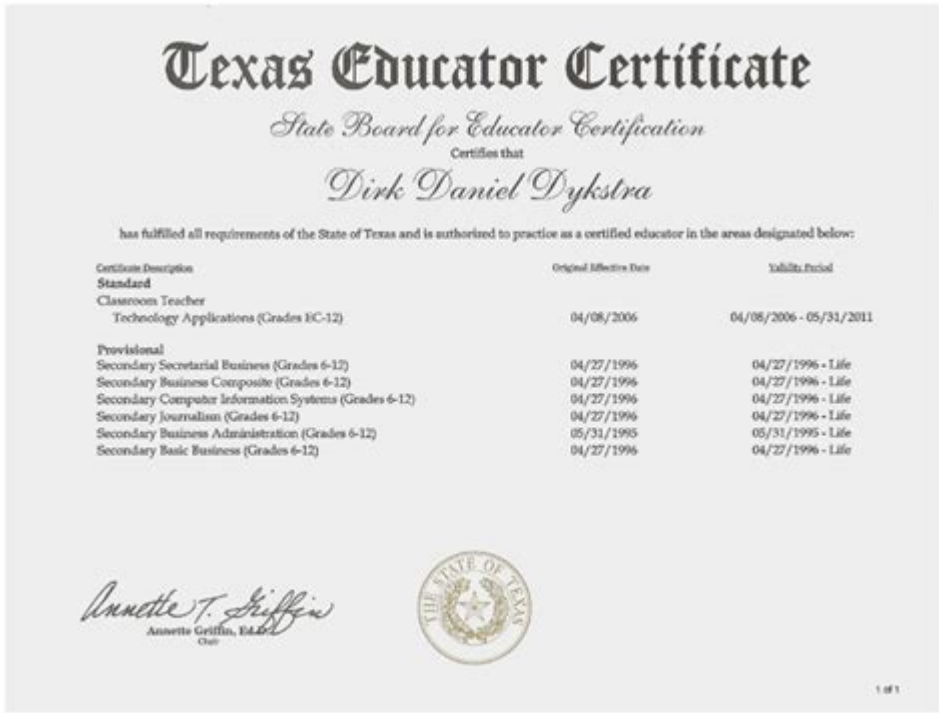 Texas Educator Certificate
State Board for Educator Certification
Certifies that
Dirk Daniel Dykstra
has fulfilled all requirements of the State of Texas and is authorized to practice as a certified educator in the areas designated below:
Certificate Description Original Effective Date Validity Period
Standard
Classroom Teacher
Technology Applications (Grades EC-12) 04/08/2006 04/08/2006 - 05/31/2011
Provisional
Secondary Secretarial Business (Grades 6-12) 04/27/1996 04/27/1996 - Life
Secondary Business Composite (Grades 6-12) 04/27/1996 04/27/1996 - Life
Secondary Computer Information Systems (Grades 6-12) 04/27/1996 04/27/1996 - Life
Secondary Journalism (Grades 6-12) 04/27/1996 04/27/1996 - Life
Secondary Business Administration (Grades 6-12) 05/31/1995 05/31/1995 - Life
Secondary Basic Business (Grades 6-12) 04/27/1996 04/27/1996 - Life
Annette T. Griffin
Annette Griffin, Ed.D.
Chair
THE STATE OF TEXAS
1 of 1